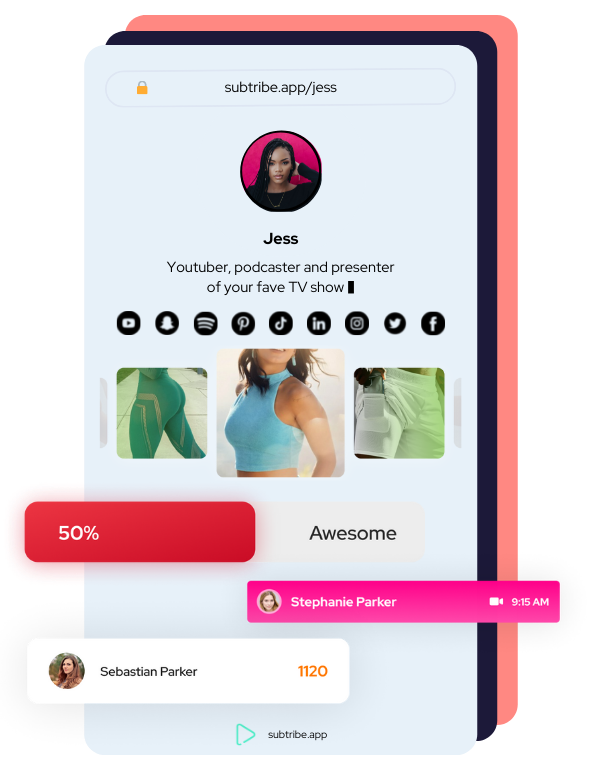 subtribe.app/jess
Jess
Youtuber, podcaster and presenter
of your fave TV show
50%
Awesome
Stephanie Parker
9:15 AM
Sebastian Parker
1120
subtribe.app